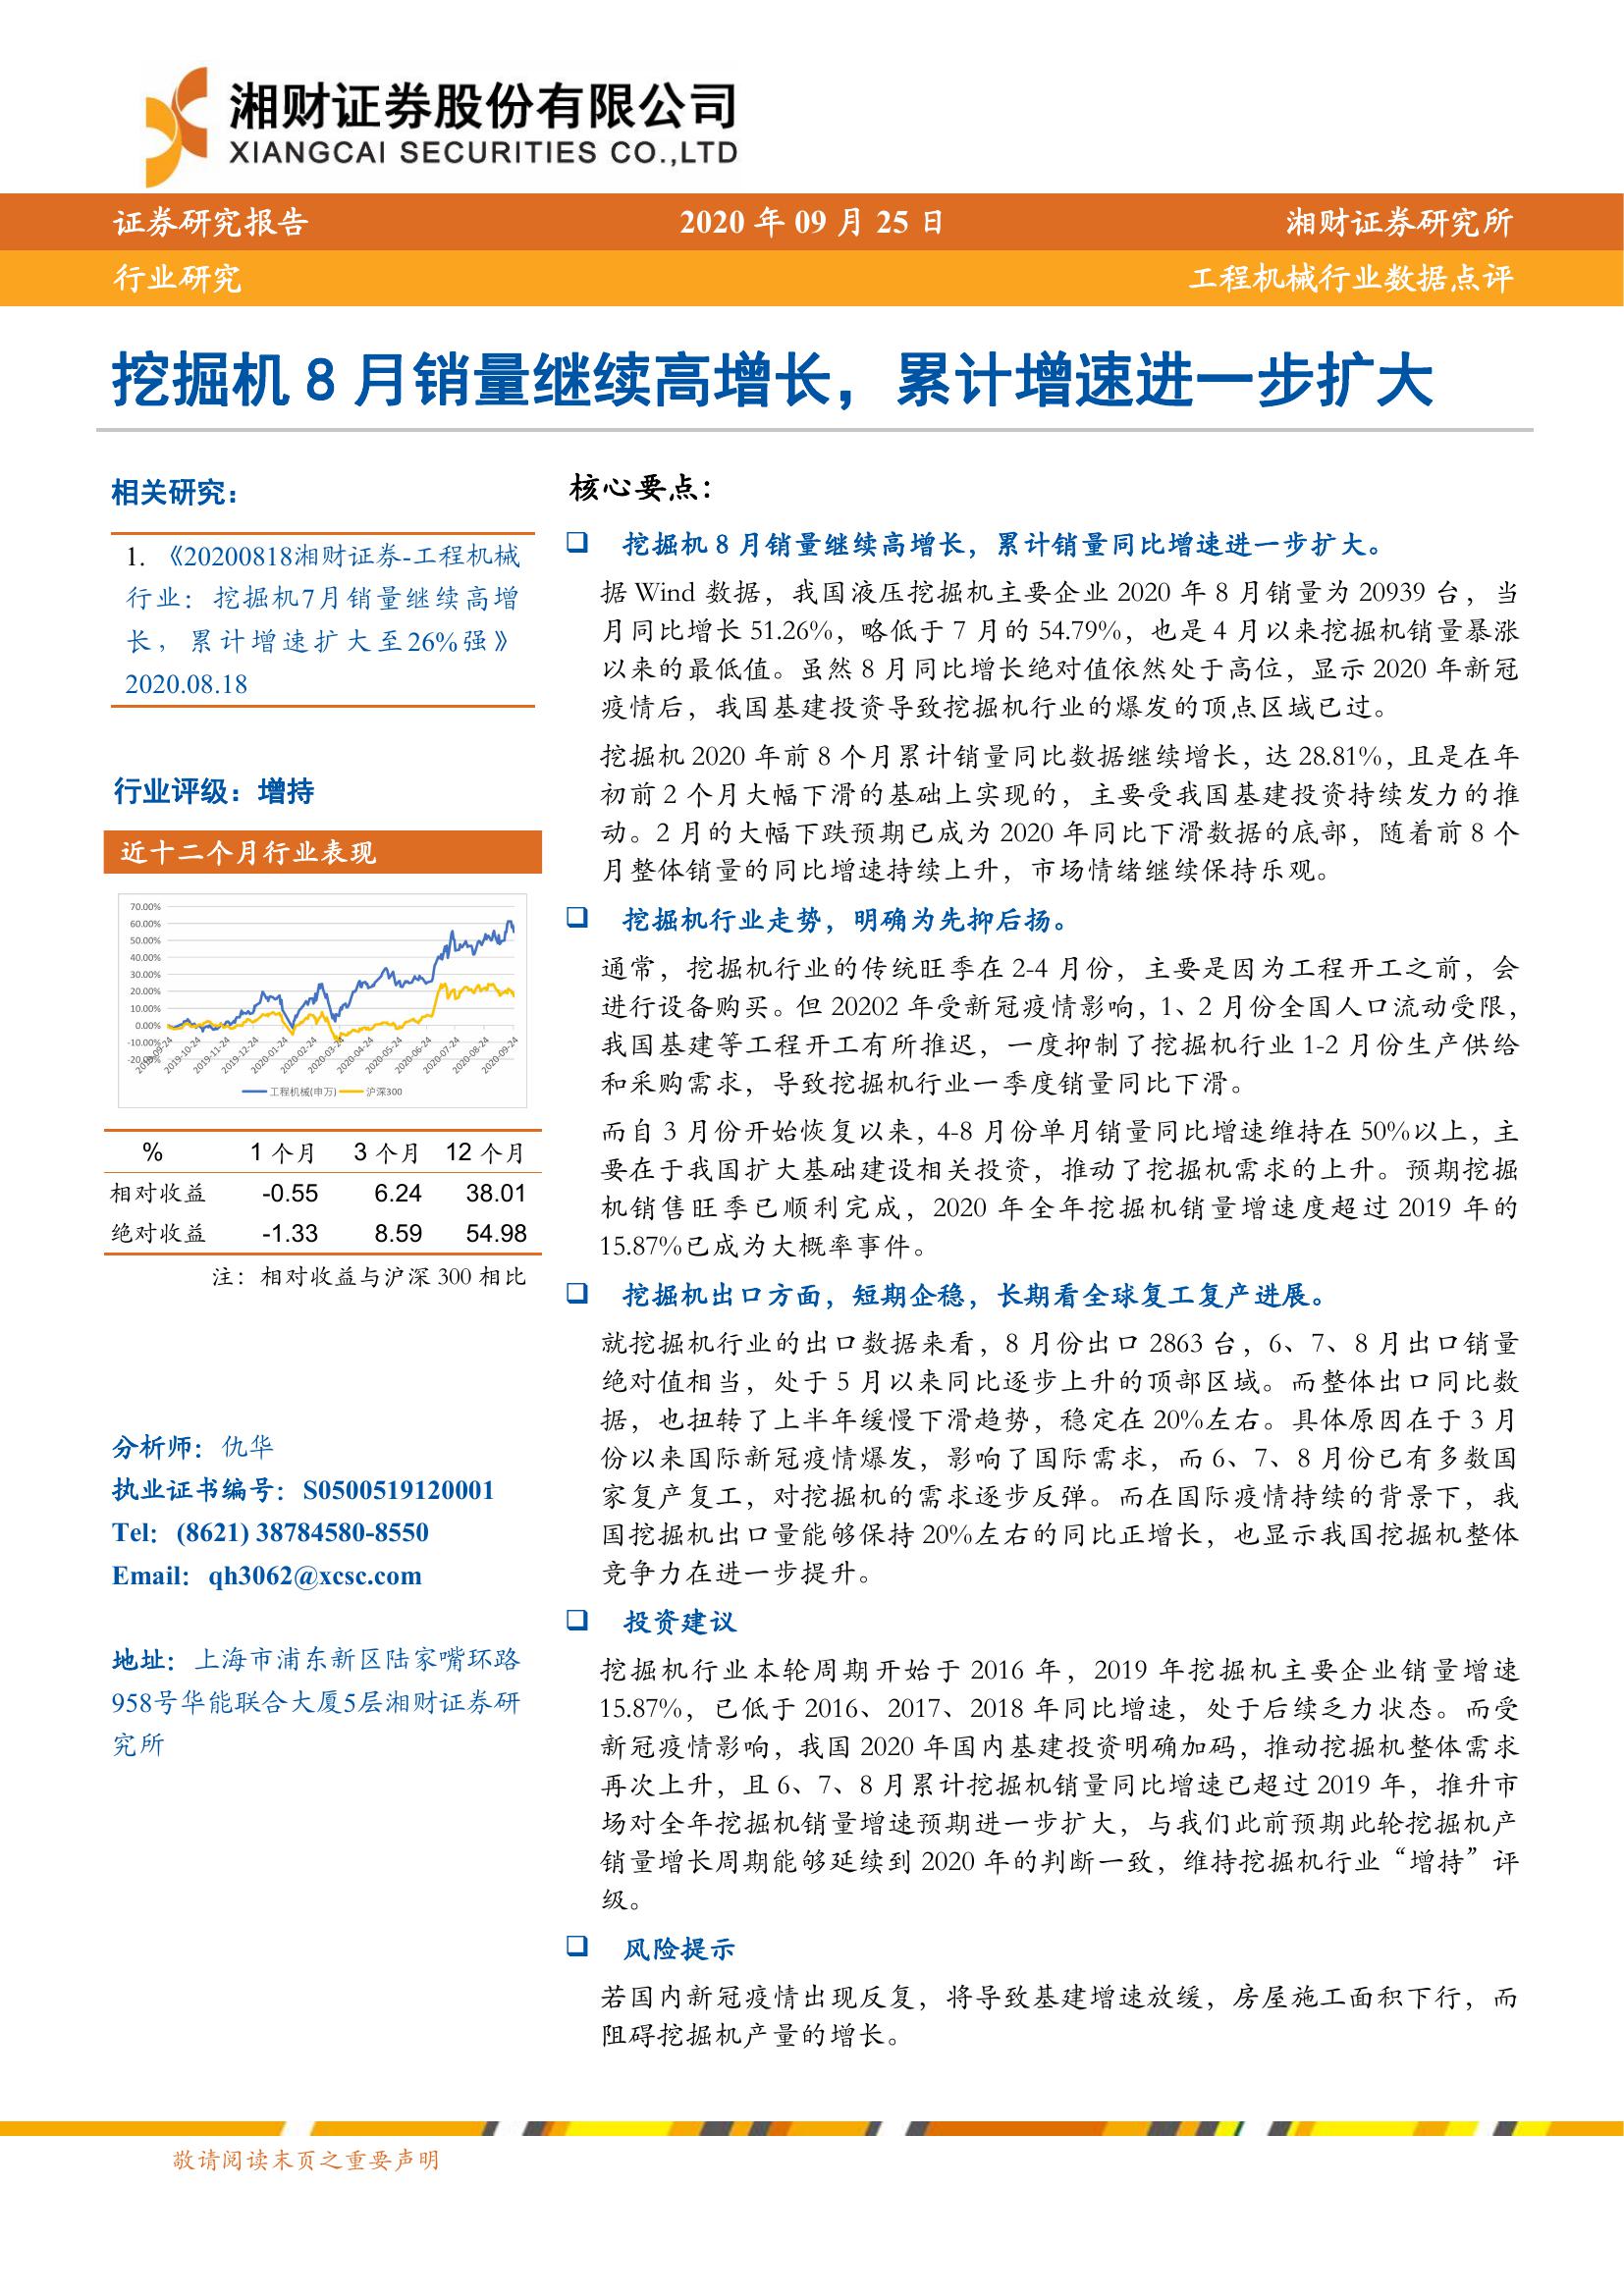 湘财证券股份有限公司
XIANGCAI SECURITIES CO.,LTD
证券研究报告 2020 年 09 月 25 日 湘财证券研究所
行业研究 工程机械行业数据点评
挖掘机 8 月销量继续高增长，累计增速进一步扩大
相关研究：
1. 《20200818湘财证券-工程机械
行业：挖掘机7月销量继续高增
长，累计增速扩大至26%强》
2020.08.18
行业评级：增持
近十二个月行业表现
70.00%
60.00%
50.00%
40.00%
30.00%
20.00%
10.00%
0.00%
-10.00%
-20.00%
2019-09-24 2019-10-24 2019-11-24 2019-12-24 2020-01-24 2020-02-24 2020-03-24 2020-04-24 2020-05-24 2020-06-24 2020-07-24 2020-08-24 2020-09-24
工程机械(申万) 沪深300
% 1 个月 3 个月 12 个月
相对收益 -0.55 6.24 38.01
绝对收益 -1.33 8.59 54.98
注：相对收益与沪深 300 相比
分析师：仇华
执业证书编号：S0500519120001
Tel：(8621) 38784580-8550
Email：qh3062@xcsc.com
地址：上海市浦东新区陆家嘴环路
958号华能联合大厦5层湘财证券研
究所
核心要点：
❑ 挖掘机 8 月销量继续高增长，累计销量同比增速进一步扩大。
据 Wind 数据，我国液压挖掘机主要企业 2020 年 8 月销量为 20939 台，当
月同比增长 51.26%，略低于 7 月的 54.79%，也是 4 月以来挖掘机销量暴涨
以来的最低值。虽然 8 月同比增长绝对值依然处于高位，显示 2020 年新冠
疫情后，我国基建投资导致挖掘机行业的爆发的顶点区域已过。
挖掘机 2020 年前 8 个月累计销量同比数据继续增长，达 28.81%，且是在年
初前 2 个月大幅下滑的基础上实现的，主要受我国基建投资持续发力的推
动。2 月的大幅下跌预期已成为 2020 年同比下滑数据的底部，随着前 8 个
月整体销量的同比增速持续上升，市场情绪继续保持乐观。
❑ 挖掘机行业走势，明确为先抑后扬。
通常，挖掘机行业的传统旺季在 2-4 月份，主要是因为工程开工之前，会
进行设备购买。但 20202 年受新冠疫情影响，1、2 月份全国人口流动受限，
我国基建等工程开工有所推迟，一度抑制了挖掘机行业 1-2 月份生产供给
和采购需求，导致挖掘机行业一季度销量同比下滑。
而自 3 月份开始恢复以来，4-8 月份单月销量同比增速维持在 50%以上，主
要在于我国扩大基础建设相关投资，推动了挖掘机需求的上升。预期挖掘
机销售旺季已顺利完成，2020 年全年挖掘机销量增速度超过 2019 年的
15.87%已成为大概率事件。
❑ 挖掘机出口方面，短期企稳，长期看全球复工复产进展。
就挖掘机行业的出口数据来看，8 月份出口 2863 台，6、7、8 月出口销量
绝对值相当，处于 5 月以来同比逐步上升的顶部区域。而整体出口同比数
据，也扭转了上半年缓慢下滑趋势，稳定在 20%左右。具体原因在于 3 月
份以来国际新冠疫情爆发，影响了国际需求，而 6、7、8 月份已有多数国
家复产复工，对挖掘机的需求逐步反弹。而在国际疫情持续的背景下，我
国挖掘机出口量能够保持 20%左右的同比正增长，也显示我国挖掘机整体
竞争力在进一步提升。
❑ 投资建议
挖掘机行业本轮周期开始于 2016 年，2019 年挖掘机主要企业销量增速
15.87%，已低于 2016、2017、2018 年同比增速，处于后续乏力状态。而受
新冠疫情影响，我国 2020 年国内基建投资明确加码，推动挖掘机整体需求
再次上升，且 6、7、8 月累计挖掘机销量同比增速已超过 2019 年，推升市
场对全年挖掘机销量增速预期进一步扩大，与我们此前预期此轮挖掘机产
销量增长周期能够延续到 2020 年的判断一致，维持挖掘机行业“增持”评
级。
❑ 风险提示
若国内新冠疫情出现反复，将导致基建增速放缓，房屋施工面积下行，而
阻碍挖掘机产量的增长。
敬请阅读末页之重要声明